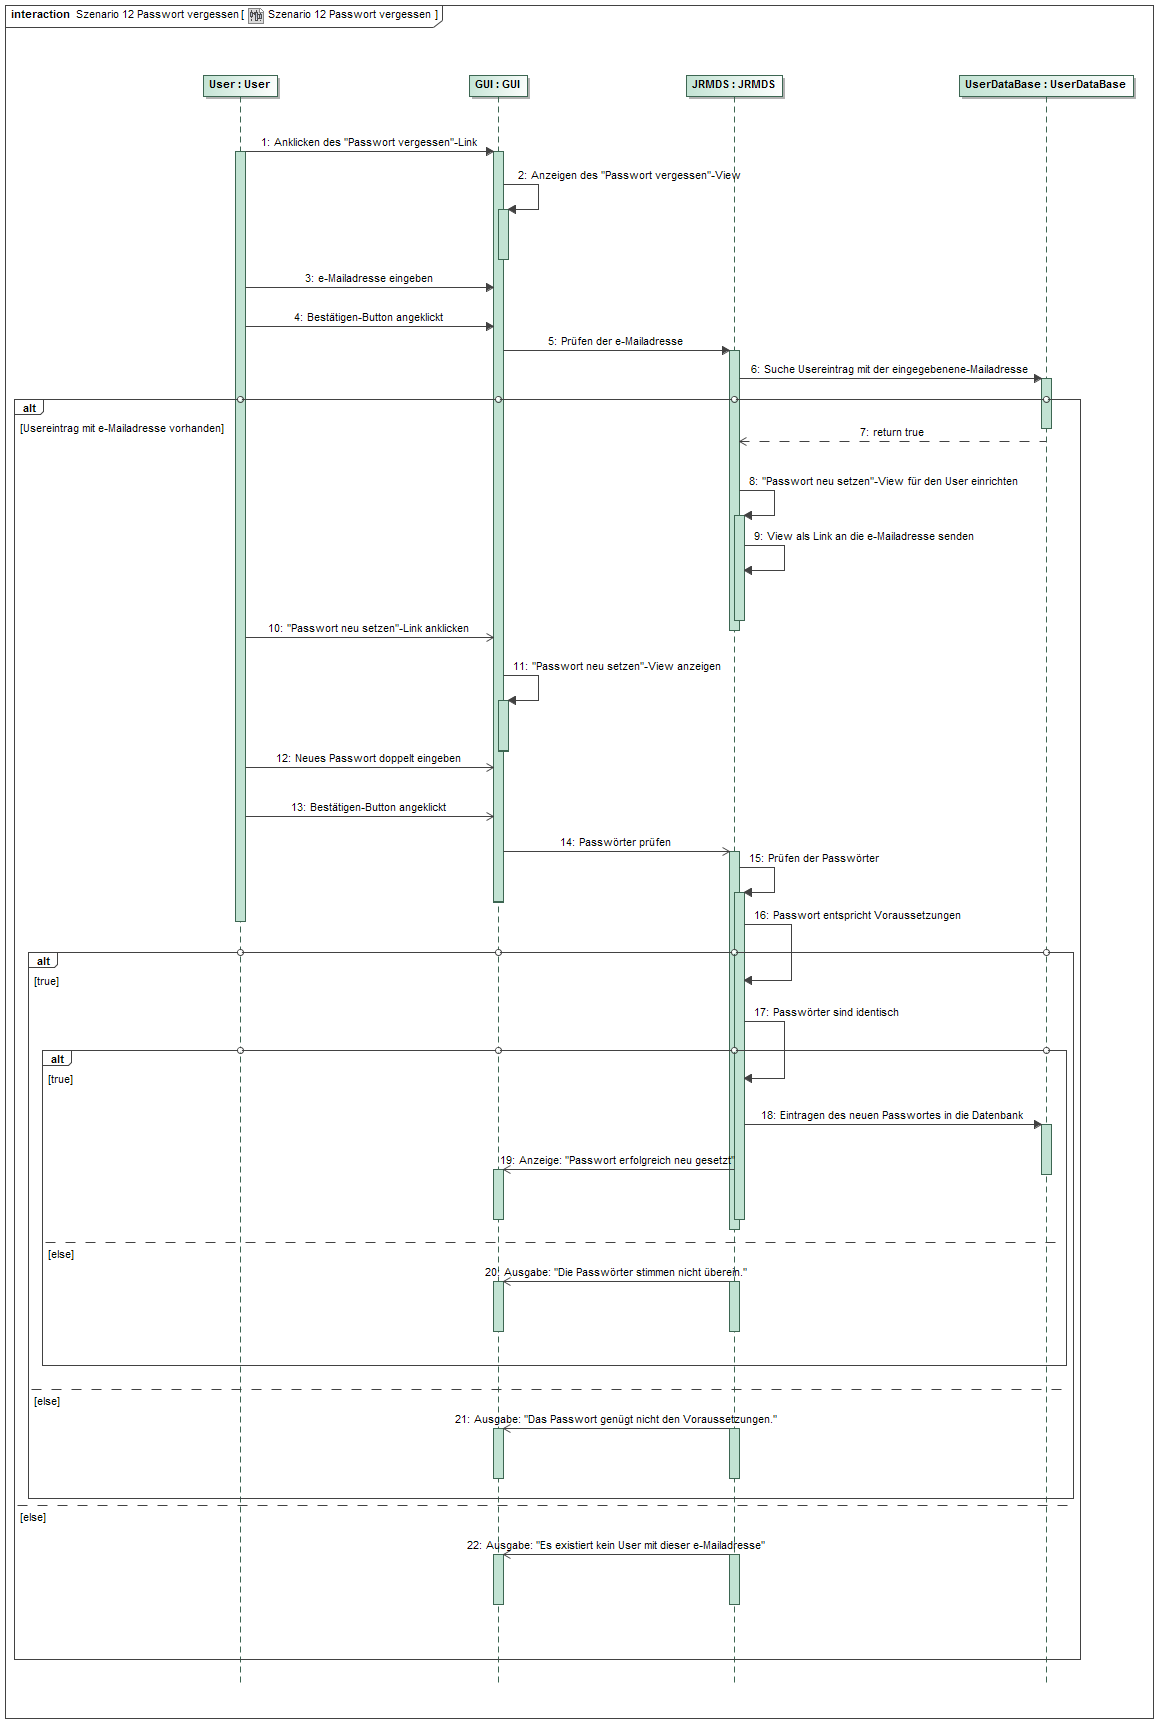 interaction Szenario 12 Passwort vergessen [ Szenario 12 Passwort vergessen ]
User : User
GUI : GUI
JRMDS : JRMDS
UserDataBase : UserDataBase
1: Anklicken des "Passwort vergessen"-Link
2: Anzeigen des "Passwort vergessen"-View
3: e-Mailadresse eingeben
4: Bestätigen-Button angeklickt
5: Prüfen der e-Mailadresse
6: Suche Usereintrag mit der eingegebenene-Mailadresse
alt
[Usereintrag mit e-Mailadresse vorhanden]
7: return true
8: "Passwort neu setzen"-View für den User einrichten
9: View als Link an die e-Mailadresse senden
10: "Passwort neu setzen"-Link anklicken
11: "Passwort neu setzen"-View anzeigen
12: Neues Passwort doppelt eingeben
13: Bestätigen-Button angeklickt
14: Passwörter prüfen
15: Prüfen der Passwörter
16: Passwort entspricht Voraussetzungen
alt
[true]
17: Passwörter sind identisch
alt
[true]
18: Eintragen des neuen Passwortes in die Datenbank
19: Anzeige: "Passwort erfolgreich neu gesetzt"
[else]
20: Ausgabe: "Die Passwörter stimmen nicht überein."
[else]
21: Ausgabe: "Das Passwort genügt nicht den Voraussetzungen."
[else]
22: Ausgabe: "Es existiert kein User mit dieser e-Mailadresse"